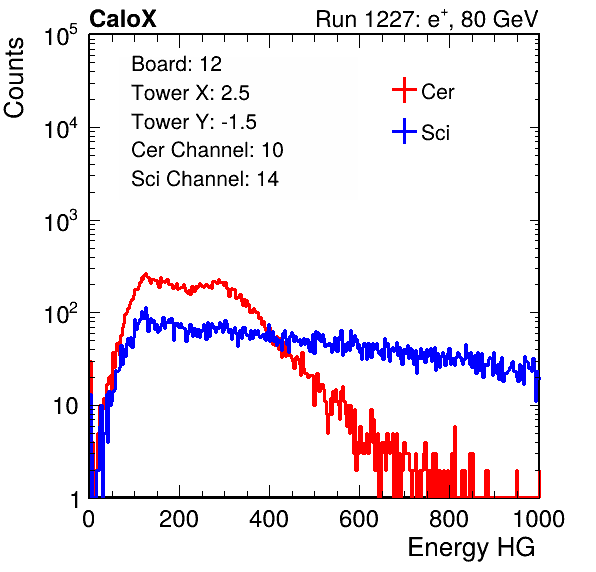 CaloX Run 1227: e⁺, 80 GeV
Counts
10⁵
10⁴
10³
10²
10
1
Board: 12
Tower X: 2.5
Tower Y: -1.5
Cer Channel: 10
Sci Channel: 14
Cer
Sci
0 200 400 600 800 1000
Energy HG